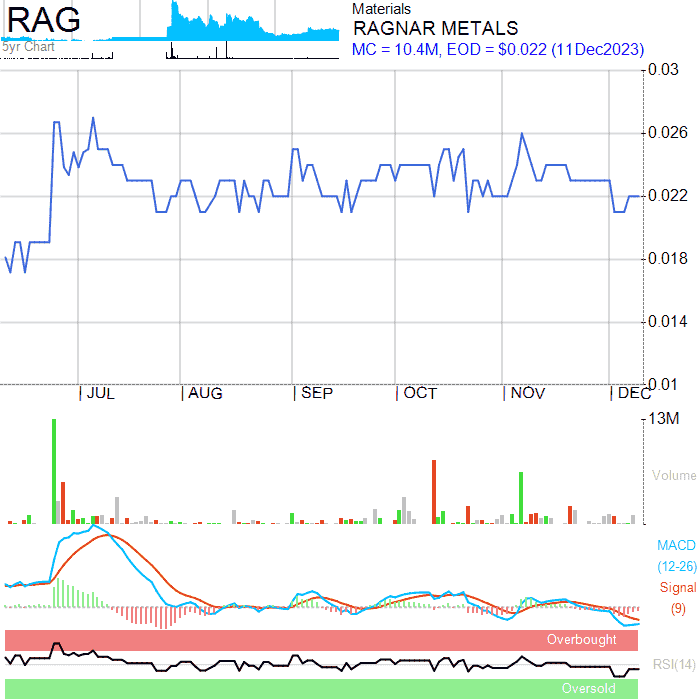 RAG
5yr Chart
Materials
RAGNAR METALS
MC = 10.4M, EOD = $0.022 (11Dec2023)
0.03
0.026
0.022
0.018
0.014
0.01
JUL AUG SEP OCT NOV DEC
13M
Volume
MACD
(12-26)
Signal
(9)
Overbought
RSI(14)
Oversold